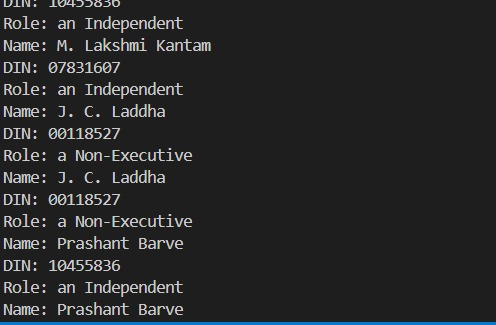 DIN: 10455836
Role: an Independent
Name: M. Lakshmi Kantam
DIN: 07831607
Role: an Independent
Name: J. C. Laddha
DIN: 00118527
Role: a Non-Executive
Name: J. C. Laddha
DIN: 00118527
Role: a Non-Executive
Name: Prashant Barve
DIN: 10455836
Role: an Independent
Name: Prashant Barve